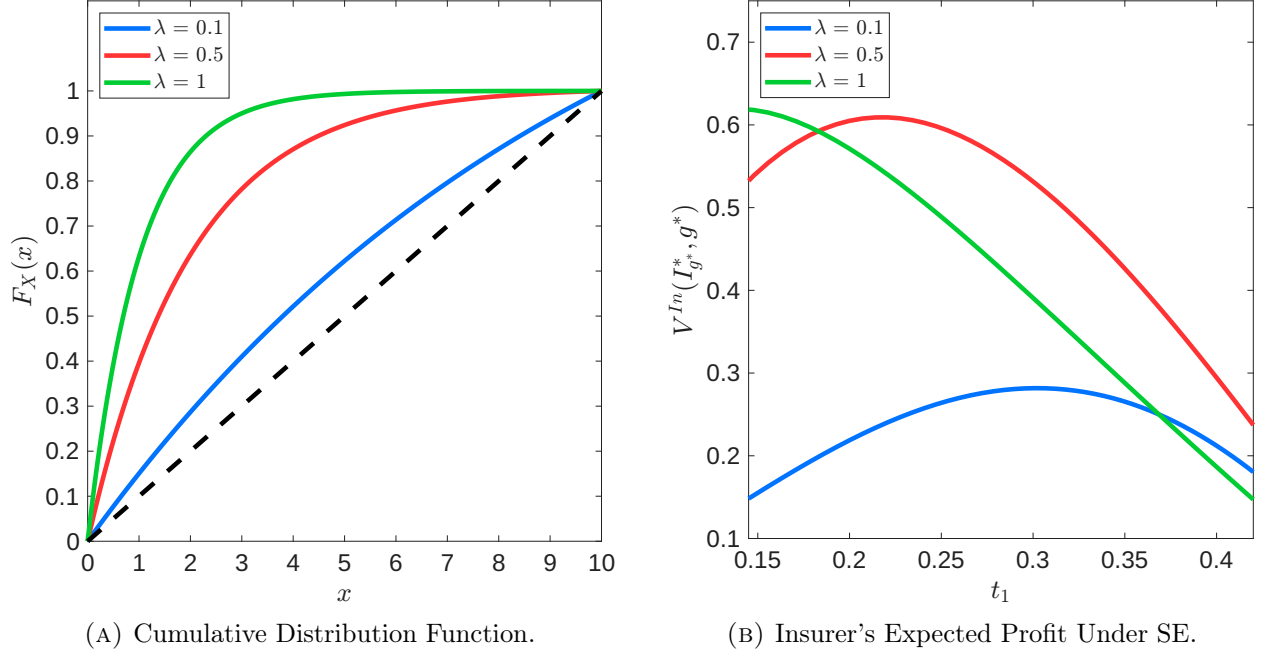 λ = 0.1
λ = 0.5
λ = 1
1
0.9
0.8
0.7
0.6
0.5
0.4
0.3
0.2
0.1
0
F_X(x)
0 1 2 3 4 5 6 7 8 9 10
x
(A) Cumulative Distribution Function.
λ = 0.1
λ = 0.5
λ = 1
0.7
0.6
0.5
0.4
0.3
0.2
0.1
V^{In}(I^*_{g^*}, g^*)
0.15 0.2 0.25 0.3 0.35 0.4
t_1
(B) Insurer's Expected Profit Under SE.